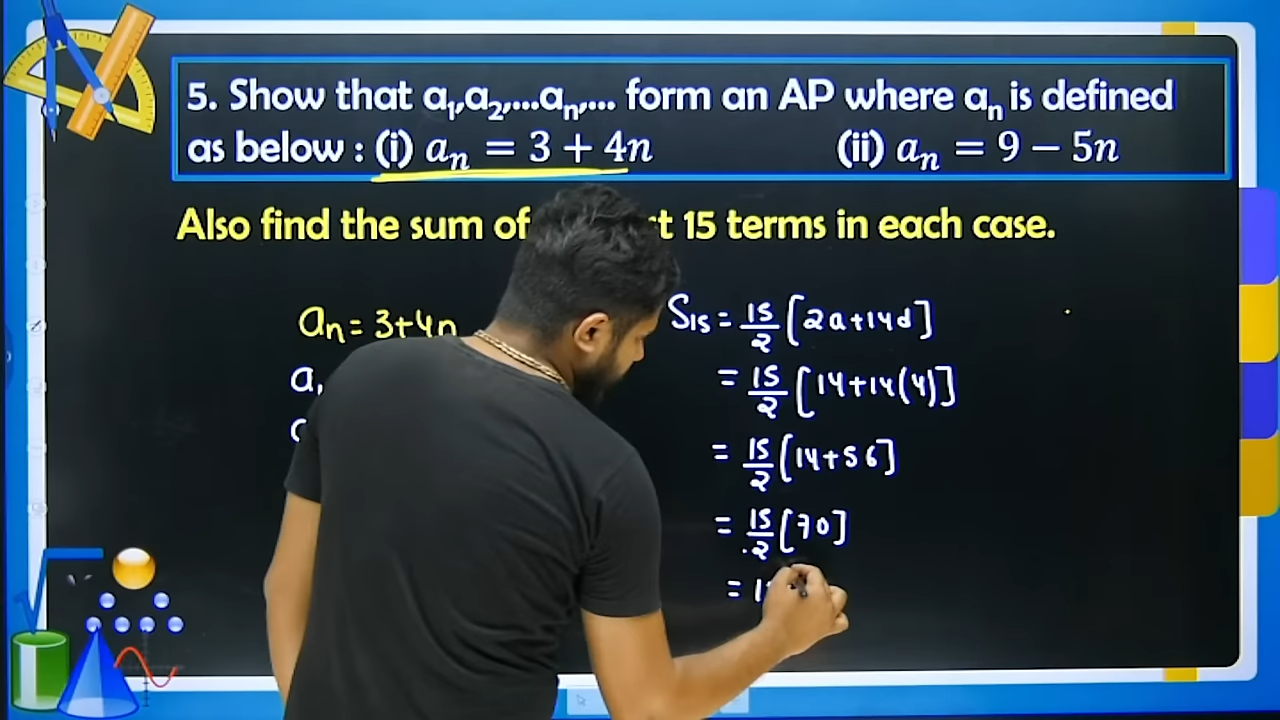 5. Show that a₁,a₂,...aₙ,... form an AP where aₙ is defined
as below : (i) aₙ = 3 + 4n (ii) aₙ = 9 − 5n
Also find the sum of 15 terms in each case.
aₙ = 3+4n
S₁₅ = 15/2 [2a+14d]
= 15/2 [14+14(4)]
= 15/2 [14+56]
= 15/2 [70]
=